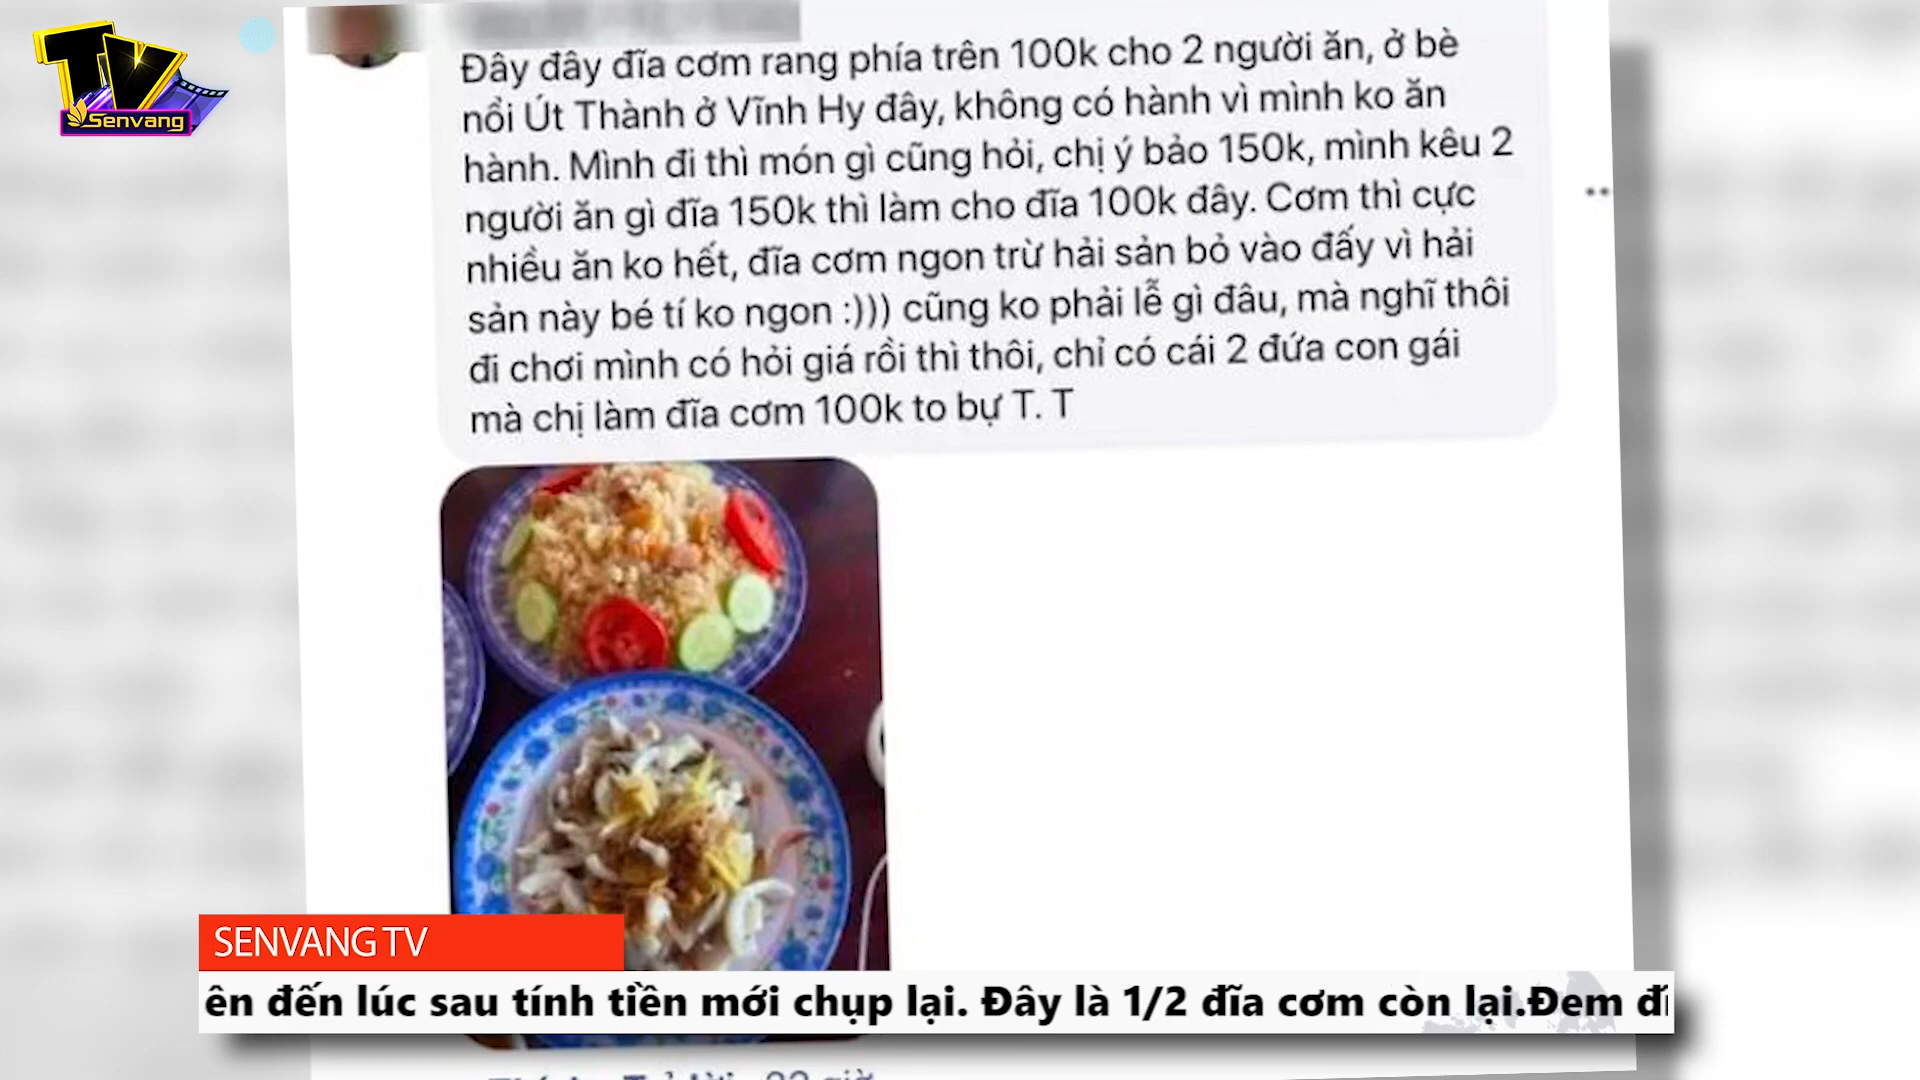 TV
Senvang
Đây đây đĩa cơm rang phía trên 100k cho 2 người ăn, ở bè
nổi Út Thành ở Vĩnh Hy đây, không có hành vì mình ko ăn
hành. Mình đi thì món gì cũng hỏi, chị ý bảo 150k, mình kêu 2
người ăn gì đĩa 150k thì làm cho đĩa 100k đây. Cơm thì cực
nhiều ăn ko hết, đĩa cơm ngon trừ hải sản bỏ vào đấy vì hải
sản này bé tí ko ngon :))) cũng ko phải lễ gì đâu, mà nghĩ thôi
đi chơi mình có hỏi giá rồi thì thôi, chỉ có cái 2 đứa con gái
mà chị làm đĩa cơm 100k to bự T. T
SENVANG TV
ên đến lúc sau tính tiền mới chụp lại. Đây là 1/2 đĩa cơm còn lại.Đem